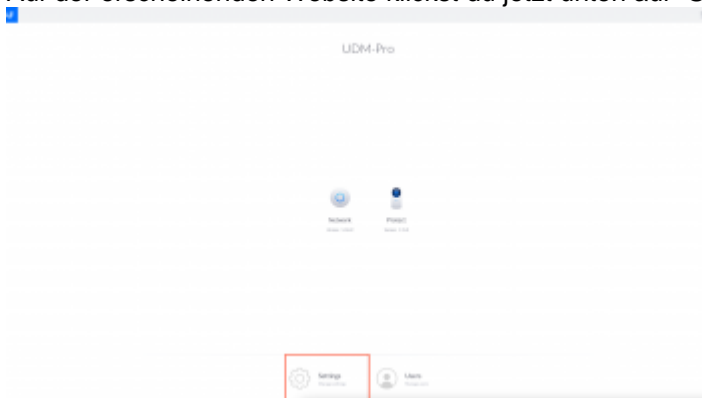 Auf der erscheinenden Website klickst du jetzt unten auf "S
UDM-Pro
Network Protect
Settings Users